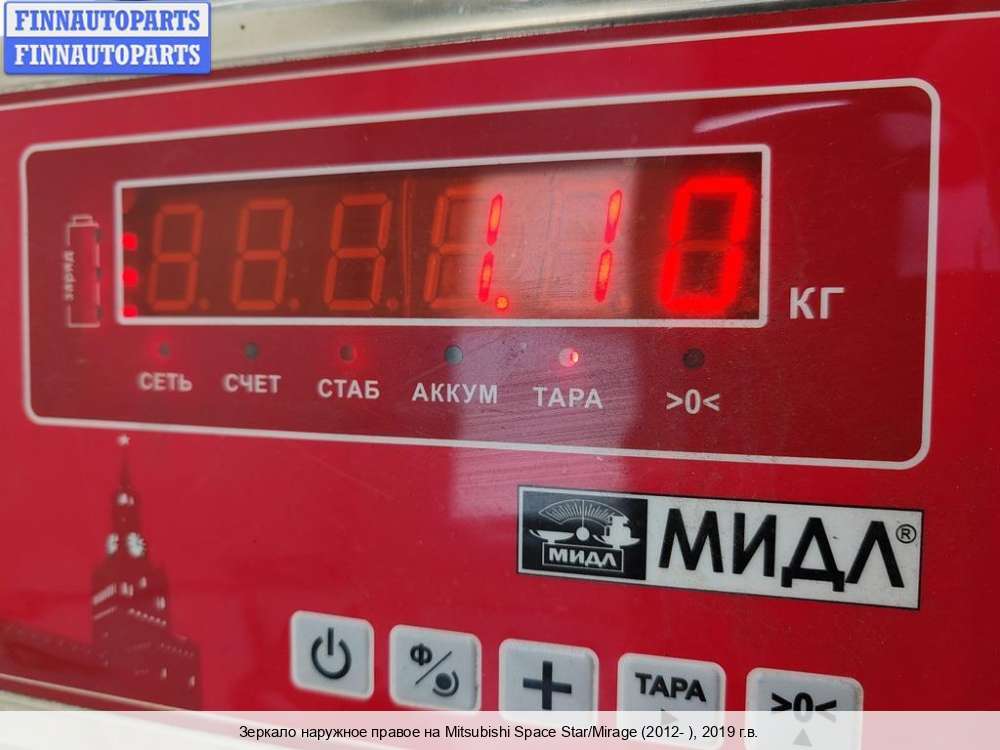 FINNAUTOPARTS
FINNAUTOPARTS
заряд
1.10
КГ
СЕТЬ СЧЕТ СТАБ АККУМ ТАРА >0<
МИДЛ МИДЛ®
Ф
ТАРА
>0<
Зеркало наружное правое на Mitsubishi Space Star/Mirage (2012- ), 2019 г.в.